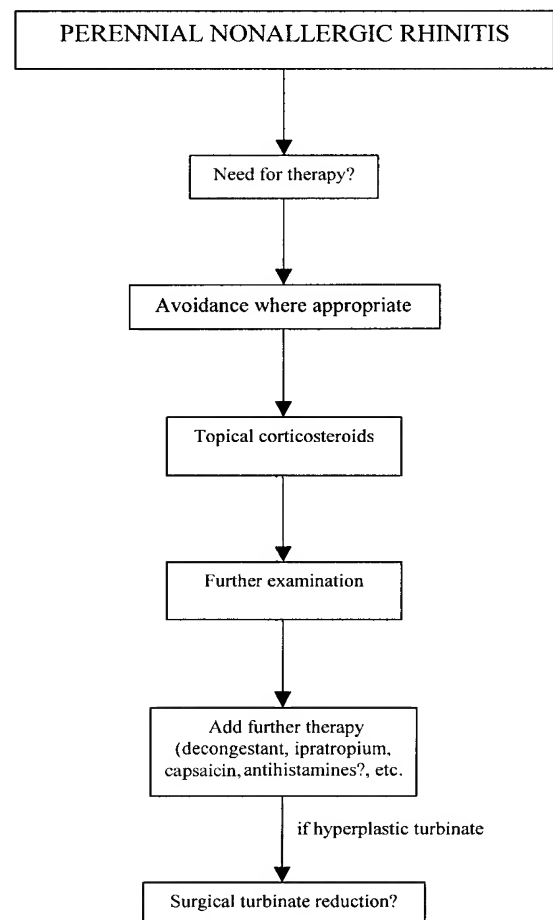 PERENNIAL NONALLERGIC RHINITIS
Need for therapy?
Avoidance where appropriate
Topical corticosteroids
Further examination
Add further therapy
(decongestant, ipratropium,
capsaicin, antihistamines?, etc.
if hyperplastic turbinate
Surgical turbinate reduction?